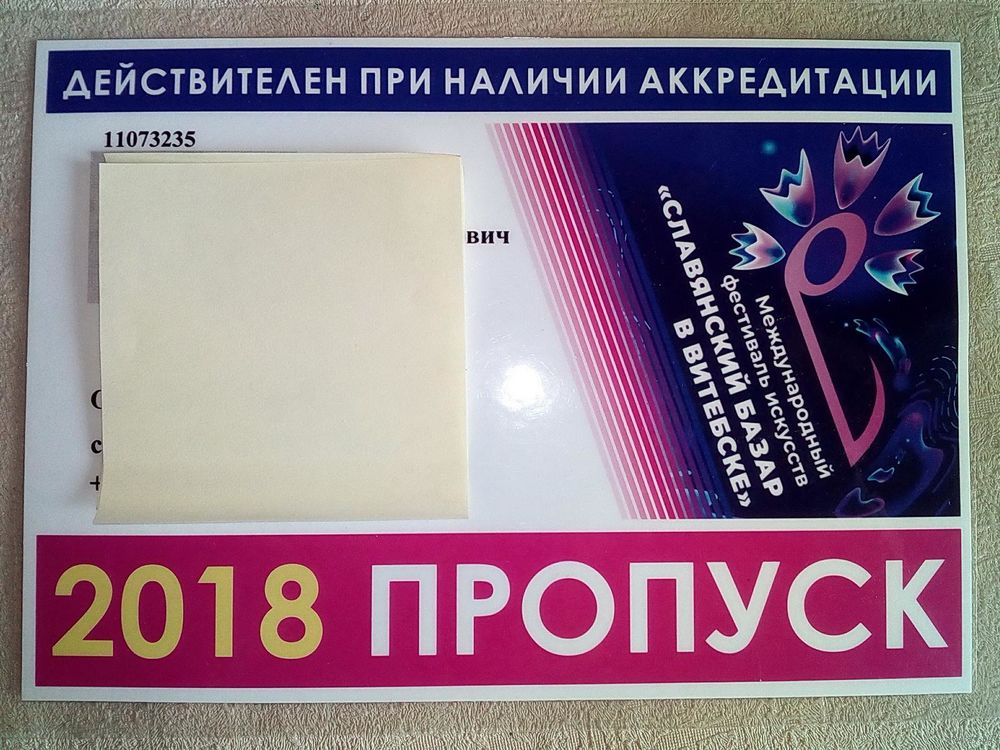 ДЕЙСТВИТЕЛЕН ПРИ НАЛИЧИИ АККРЕДИТАЦИИ
11073235
вич
С
с
+
Международный
фестиваль искусств
«СЛАВЯНСКИЙ БАЗАР
В ВИТЕБСКЕ»
2018 ПРОПУСК